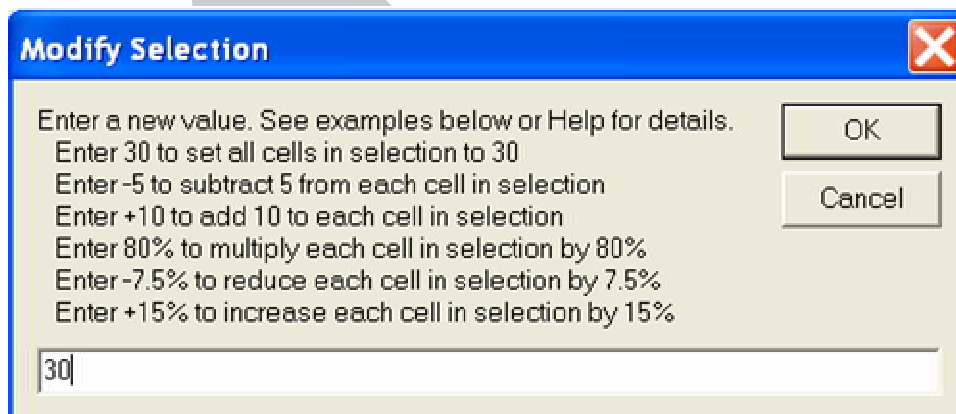 Modify Selection
Enter a new value. See examples below or Help for details.
Enter 30 to set all cells in selection to 30
Enter -5 to subtract 5 from each cell in selection
Enter +10 to add 10 to each cell in selection
Enter 80% to multiply each cell in selection by 80%
Enter -7.5% to reduce each cell in selection by 7.5%
Enter +15% to increase each cell in selection by 15%
OK
Cancel
30